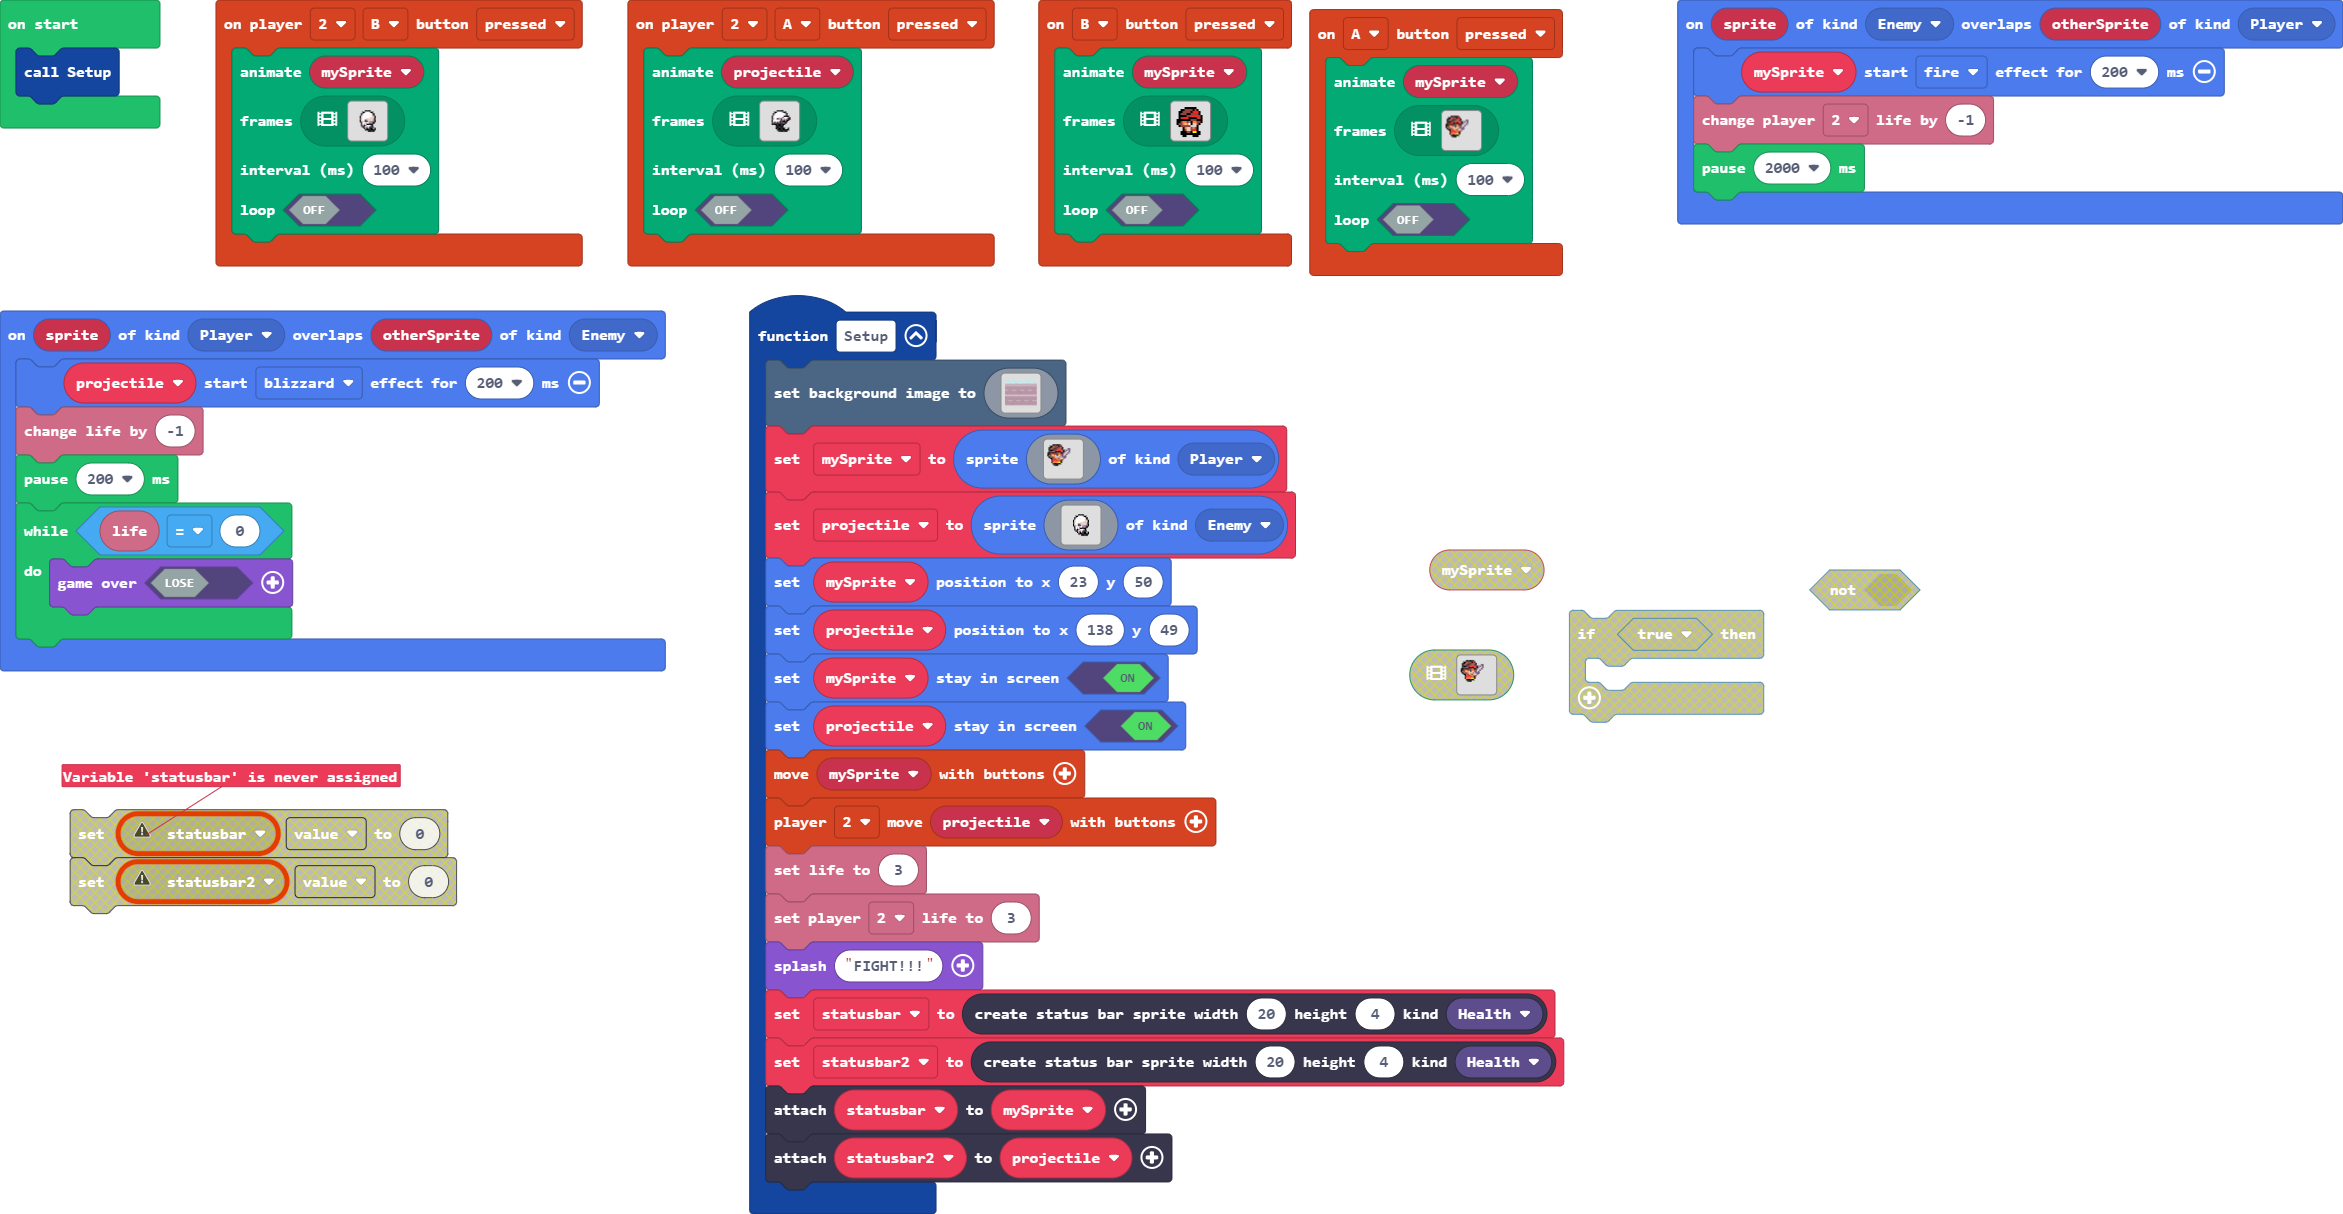 on start
call Setup
on player 2 B button pressed
animate mySprite
frames
interval (ms) 100
loop OFF
on player 2 A button pressed
animate projectile
frames
interval (ms) 100
loop OFF
on B button pressed
animate mySprite
frames
interval (ms) 100
loop OFF
on A button pressed
animate mySprite
frames
interval (ms) 100
loop OFF
on sprite of kind Enemy overlaps otherSprite of kind Player
mySprite start fire effect for 200 ms
change player 2 life by -1
pause 2000 ms
on sprite of kind Player overlaps otherSprite of kind Enemy
projectile start blizzard effect for 200 ms
change life by -1
pause 200 ms
while life = 0
do game over LOSE
function Setup
set background image to
set mySprite to sprite of kind Player
set projectile to sprite of kind Enemy
set mySprite position to x 23 y 50
set projectile position to x 138 y 49
set mySprite stay in screen ON
set projectile stay in screen ON
move mySprite with buttons
player 2 move projectile with buttons
set life to 3
set player 2 life to 3
splash "FIGHT!!!"
set statusbar to create status bar sprite width 20 height 4 kind Health
set statusbar2 to create status bar sprite width 20 height 4 kind Health
attach statusbar to mySprite
attach statusbar2 to projectile
mySprite
if true then
not
Variable 'statusbar' is never assigned
set statusbar value to 0
set statusbar2 value to 0